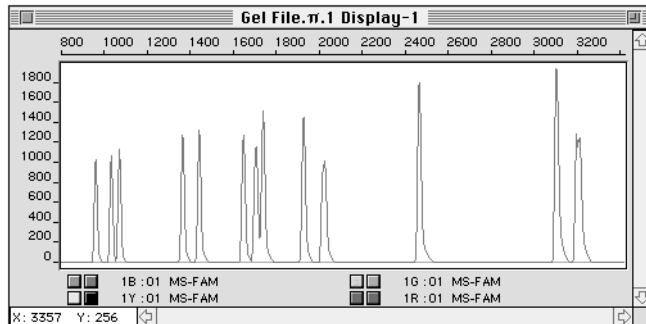 Gel File.π.1 Display-1
800 1000 1200 1400 1600 1800 2000 2200 2400 2600 2800 3000 3200
1800
1600
1400
1200
1000
800
600
400
200
0
1B :01 MS-FAM 1G :01 MS-FAM
1Y :01 MS-FAM 1R :01 MS-FAM
X: 3357 Y: 256